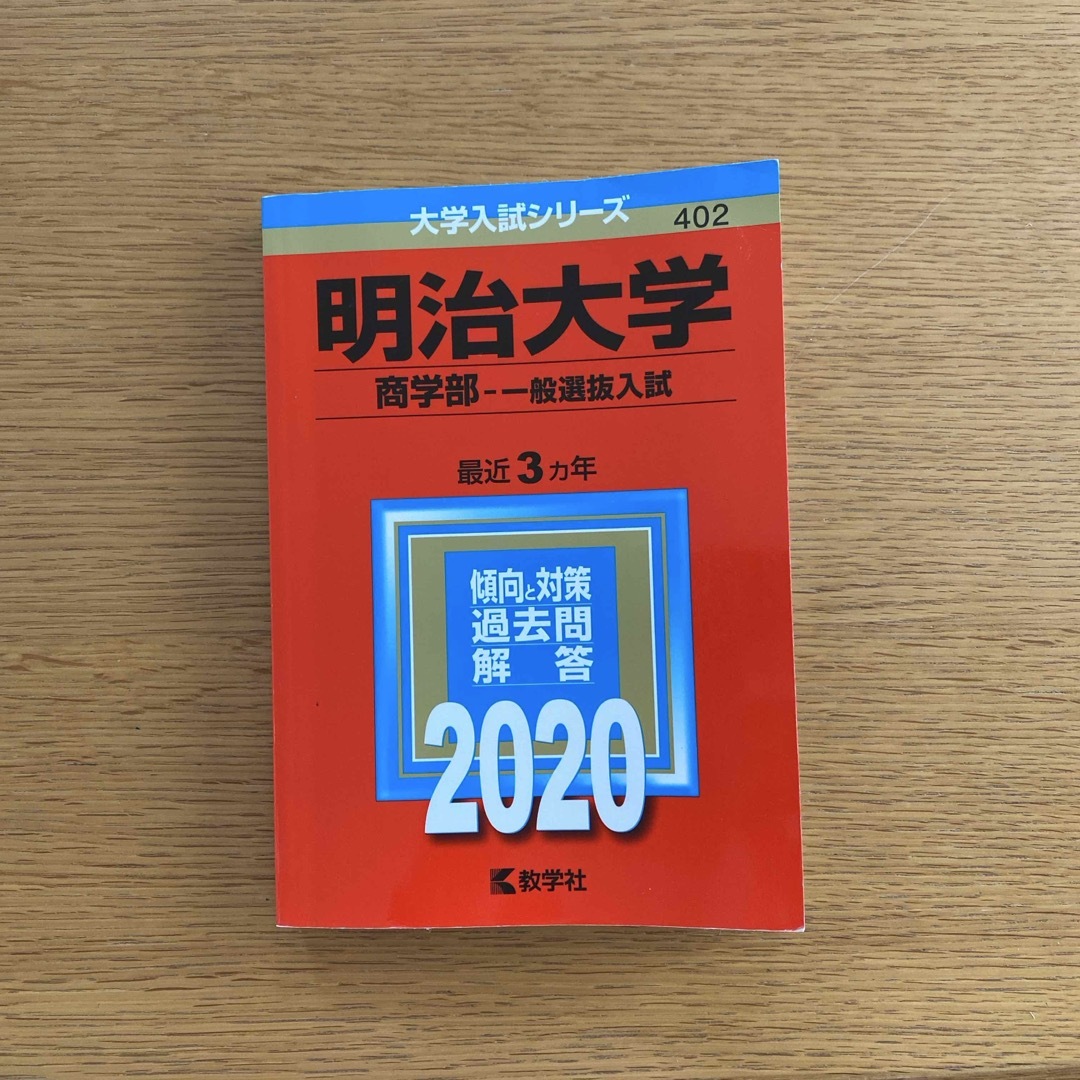 大学入試シリーズ 402
明治大学
商学部-一般選抜入試
最近3カ年
傾向と対策
過去問
解答
2020
教学社